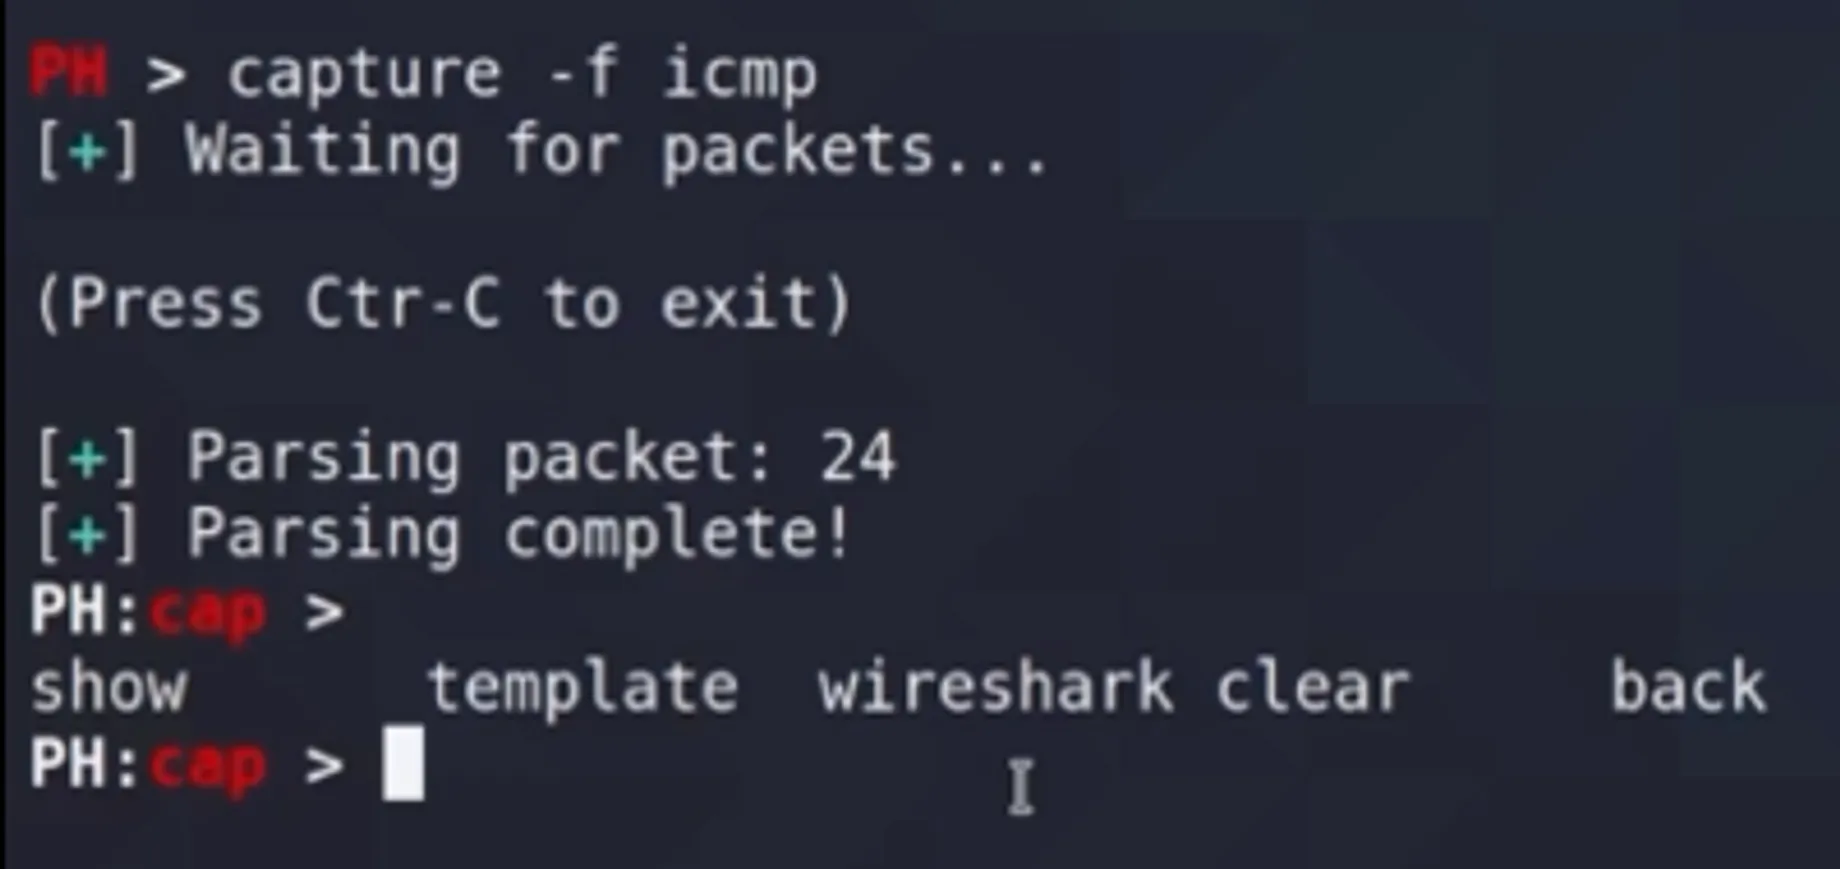 PH > capture -f icmp
[+] Waiting for packets...
(Press Ctr-C to exit)
[+] Parsing packet: 24
[+] Parsing complete!
PH:cap >
show template wireshark clear back
PH:cap >